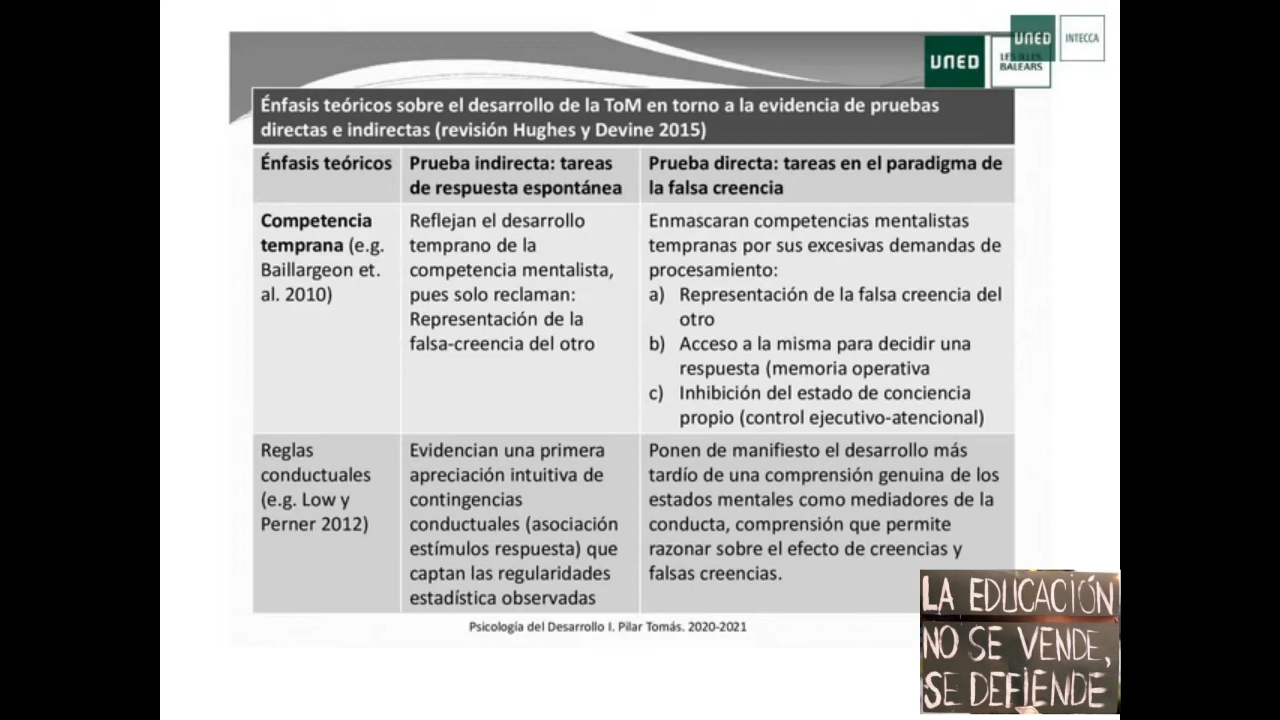 UNED
INTECCA
UNED
LES ILLES
BALEARS
Énfasis teóricos sobre el desarrollo de la ToM en torno a la evidencia de pruebas
directas e indirectas (revisión Hughes y Devine 2015)
Énfasis teóricos
Prueba indirecta: tareas
de respuesta espontánea
Prueba directa: tareas en el paradigma de
la falsa creencia
Competencia
temprana (e.g.
Baillargeon et.
al. 2010)
Reflejan el desarrollo
temprano de la
competencia mentalista,
pues solo reclaman:
Representación de la
falsa-creencia del otro
Enmascaran competencias mentalistas
tempranas por sus excesivas demandas de
procesamiento:
a) Representación de la falsa creencia del
otro
b) Acceso a la misma para decidir una
respuesta (memoria operativa
c) Inhibición del estado de conciencia
propio (control ejecutivo-atencional)
Reglas
conductuales
(e.g. Low y
Perner 2012)
Evidencian una primera
apreciación intuitiva de
contingencias
conductuales (asociación
estímulos respuesta) que
captan las regularidades
estadística observadas
Ponen de manifiesto el desarrollo más
tardío de una comprensión genuina de los
estados mentales como mediadores de la
conducta, comprensión que permite
razonar sobre el efecto de creencias y
falsas creencias.
Psicología del Desarrollo I. Pilar Tomás. 2020-2021
LA EDUCACIÓN
NO SE VENDE,
SE DEFIENDE